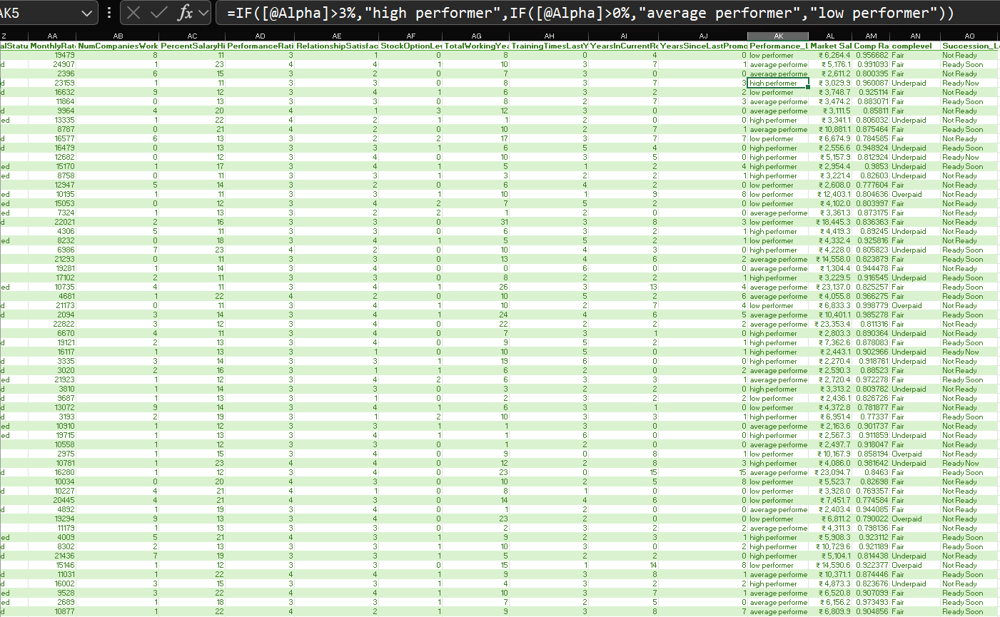 AK5 fx =IF([@Alpha]>3%,"high performer",IF([@Alpha]>0%,"average performer","low performer"))
Z AA AB AC AD AE AF AG AH AI AJ AK AL AM AN AO
alStatu MonthlyRate NumCompaniesWork PercentSalaryHi PerformanceRati RelationshipSatisfac StockOptionLev TotalWorkingYea TrainingTimesLastY YearsInCurrentRo YearsSinceLastPromo Performance_L Market Sal Comp Ra complevel Succession_L
19479 8 11 3 1 0 8 0 4 0 low performer ₹ 6,264.4 0.956682 Fair Not Ready
d 24907 1 23 4 4 1 10 3 7 1 average performe ₹ 5,176.1 0.991093 Fair Ready Soon
2396 6 15 3 2 0 7 3 0 0 average performe ₹ 2,611.2 0.800395 Fair Not Ready
d 23159 1 11 3 3 0 8 3 7 3 high performer ₹ 3,029.9 0.960087 Underpaid Ready Now
d 16632 9 12 3 4 1 6 3 2 2 low performer ₹ 3,748.7 0.925114 Fair Not Ready
11864 0 13 3 3 0 8 2 7 3 average performe ₹ 3,474.2 0.883071 Fair Ready Soon
d 9964 4 20 4 1 3 12 3 0 0 average performe ₹ 3,111.5 0.85811 Fair Not Ready
ed 13335 1 22 4 2 1 1 2 0 0 high performer ₹ 3,341.1 0.806032 Underpaid Not Ready
8787 0 21 4 2 0 10 2 7 1 average performe ₹ 10,881.1 0.875464 Fair Ready Soon
d 16577 6 13 3 2 2 17 3 7 7 low performer ₹ 6,674.9 0.784585 Fair Not Ready
d 16479 0 13 3 3 1 6 5 4 0 high performer ₹ 2,556.6 0.948924 Underpaid Ready Soon
12682 0 12 3 4 0 10 3 5 0 high performer ₹ 5,157.9 0.812924 Underpaid Ready Now
ed 15170 1 17 3 4 1 5 1 2 4 high performer ₹ 2,954.4 0.9853 Underpaid Ready Soon
ed 8758 0 11 3 3 1 3 2 2 1 high performer ₹ 3,221.4 0.82603 Underpaid Not Ready
12947 5 14 3 2 0 6 4 2 0 low performer ₹ 2,608.0 0.777604 Fair Not Ready
ed 10195 1 11 3 3 1 10 1 9 8 low performer ₹ 12,403.1 0.804636 Overpaid Not Ready
ed 15053 0 12 3 4 2 7 5 2 0 low performer ₹ 4,102.0 0.803997 Fair Not Ready
ed 7324 1 13 3 2 2 1 2 0 0 average performe ₹ 3,361.3 0.873175 Fair Not Ready
d 22021 2 16 3 3 0 31 3 8 3 low performer ₹ 18,445.3 0.836363 Fair Not Ready
4306 5 11 3 3 0 6 3 2 1 high performer ₹ 4,419.3 0.89245 Underpaid Not Ready
ed 8232 0 18 3 4 1 5 5 2 1 low performer ₹ 4,332.4 0.925816 Fair Not Ready
6986 7 23 4 2 0 10 4 3 0 high performer ₹ 4,228.0 0.805823 Underpaid Ready Soon
21293 0 11 3 3 0 13 4 6 2 average performe ₹ 14,558.0 0.823879 Fair Ready Soon
19281 1 14 3 4 0 0 6 0 0 average performe ₹ 1,304.4 0.944478 Fair Not Ready
17102 2 11 3 3 0 8 2 2 1 high performer ₹ 3,229.5 0.916545 Underpaid Ready Soon
ed 10735 4 11 3 4 1 26 3 13 4 average performe ₹ 23,137.0 0.825257 Fair Ready Soon
4681 1 22 4 2 0 10 5 2 6 average performe ₹ 4,055.8 0.966275 Fair Ready Soon
d 21173 0 11 3 4 1 10 2 7 4 low performer ₹ 6,833.3 0.998779 Overpaid Not Ready
d 2094 3 14 3 4 1 24 4 6 5 average performe ₹ 10,401.1 0.985278 Fair Ready Soon
22822 3 12 3 4 0 22 2 2 2 average performe ₹ 23,353.4 0.811316 Fair Not Ready
6670 4 11 3 4 0 7 3 1 0 high performer ₹ 2,803.3 0.890364 Underpaid Not Ready
d 19121 2 13 3 4 0 9 5 2 1 high performer ₹ 7,362.6 0.878083 Fair Ready Soon
16117 1 13 3 1 0 10 5 0 1 high performer ₹ 2,443.1 0.902966 Underpaid Ready Now
d 3335 3 14 3 3 1 19 6 0 0 high performer ₹ 2,270.4 0.918761 Underpaid Not Ready
d 3020 2 16 3 1 1 6 2 0 2 average performe ₹ 2,590.3 0.88523 Fair Not Ready
ed 21923 1 12 3 4 2 6 3 3 1 average performe ₹ 2,720.4 0.972278 Fair Ready Soon
d 3810 1 14 3 3 0 3 2 2 0 high performer ₹ 3,313.2 0.809782 Underpaid Not Ready
d 9687 1 13 3 1 0 2 3 2 2 low performer ₹ 2,436.1 0.826726 Fair Not Ready
d 13072 9 14 3 4 1 6 3 1 0 low performer ₹ 4,372.8 0.781877 Fair Not Ready
d 3193 2 19 3 1 2 10 3 3 1 high performer ₹ 6,951.4 0.77337 Fair Ready Soon
ed 10910 1 12 3 3 1 1 3 0 0 average performe ₹ 2,163.6 0.901737 Fair Not Ready
ed 19715 1 13 3 4 1 1 6 0 0 high performer ₹ 2,567.3 0.911859 Underpaid Not Ready
10558 1 12 3 3 0 1 2 0 0 average performe ₹ 2,497.7 0.918047 Fair Not Ready
2975 1 15 3 4 0 9 0 8 1 low performer ₹ 10,167.9 0.858194 Overpaid Not Ready
10781 1 23 4 4 0 12 2 8 3 high performer ₹ 4,086.0 0.981642 Underpaid Ready Now
d 16280 1 12 3 4 0 23 0 15 15 average performe ₹ 23,094.7 0.8463 Fair Ready Soon
10034 0 20 4 3 0 10 2 5 8 low performer ₹ 5,523.7 0.82698 Fair Not Ready
d 10227 4 21 4 1 0 8 1 0 0 low performer ₹ 3,928.0 0.769357 Fair Not Ready
20445 4 21 4 3 0 14 4 6 0 low performer ₹ 7,451.7 0.774584 Fair Not Ready
d 4892 1 19 3 4 0 1 2 0 0 average performe ₹ 2,403.4 0.944085 Fair Not Ready
19294 9 13 3 4 0 23 2 0 0 low performer ₹ 6,811.2 0.790022 Overpaid Not Ready
11179 1 13 3 3 0 2 3 2 2 average performe ₹ 4,311.3 0.798136 Fair Not Ready
ed 4009 5 21 4 3 1 9 2 3 1 high performer ₹ 5,908.3 0.923112 Fair Ready Soon
d 8302 2 13 3 3 1 10 3 0 2 high performer ₹ 10,729.6 0.921189 Fair Ready Soon
d 21436 7 19 3 3 1 5 2 2 0 high performer ₹ 5,104.1 0.814438 Underpaid Not Ready
15146 1 12 3 3 0 15 1 14 8 low performer ₹ 14,590.6 0.922377 Overpaid Not Ready
d 11031 1 22 4 4 1 9 3 8 1 average performe ₹ 10,371.1 0.874446 Fair Ready Soon
d 16002 3 15 3 3 1 4 3 2 2 high performer ₹ 4,873.3 0.823676 Underpaid Not Ready
ed 9528 3 22 4 4 1 10 3 7 1 average performe ₹ 6,520.8 0.907099 Fair Ready Soon
ed 2689 1 18 3 3 1 7 2 5 0 average performe ₹ 6,156.2 0.973493 Fair Ready Soon
d 10877 1 22 4 2 1 9 3 8 7 average performe ₹ 6,809.9 0.904856 Fair Ready Soon